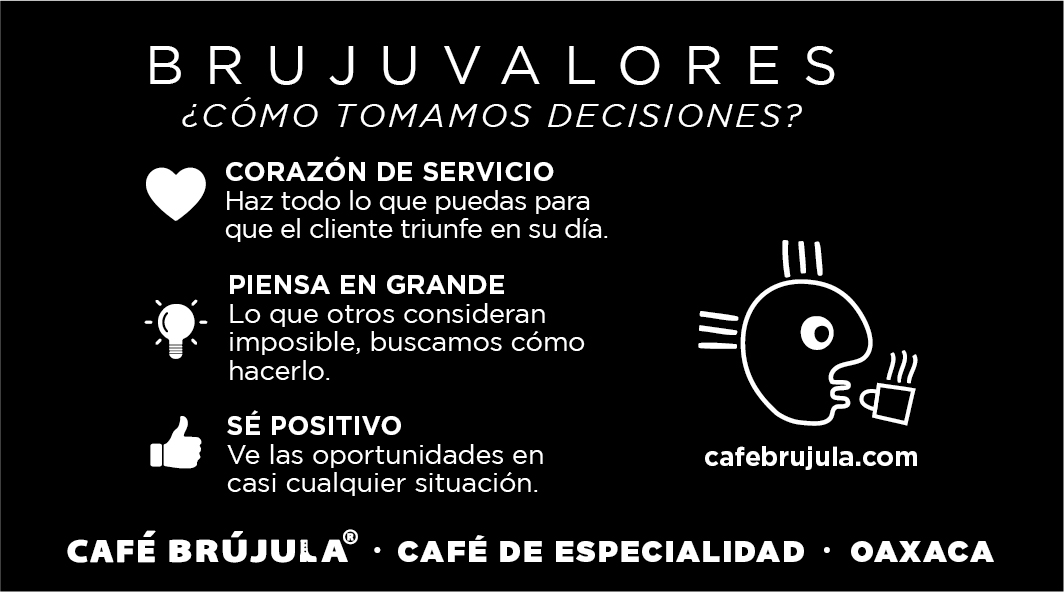 BRUJUVALORES
¿CÓMO TOMAMOS DECISIONES?
CORAZÓN DE SERVICIO
Haz todo lo que puedas para
que el cliente triunfe en su día.
PIENSA EN GRANDE
Lo que otros consideran
imposible, buscamos cómo
hacerlo.
SÉ POSITIVO
Ve las oportunidades en
casi cualquier situación.
cafebrujula.com
CAFÉ BRÚJULA® · CAFÉ DE ESPECIALIDAD · OAXACA